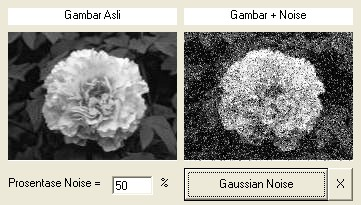 Gambar Asli
Gambar + Noise
Prosentase Noise = 50 %
Gaussian Noise
X